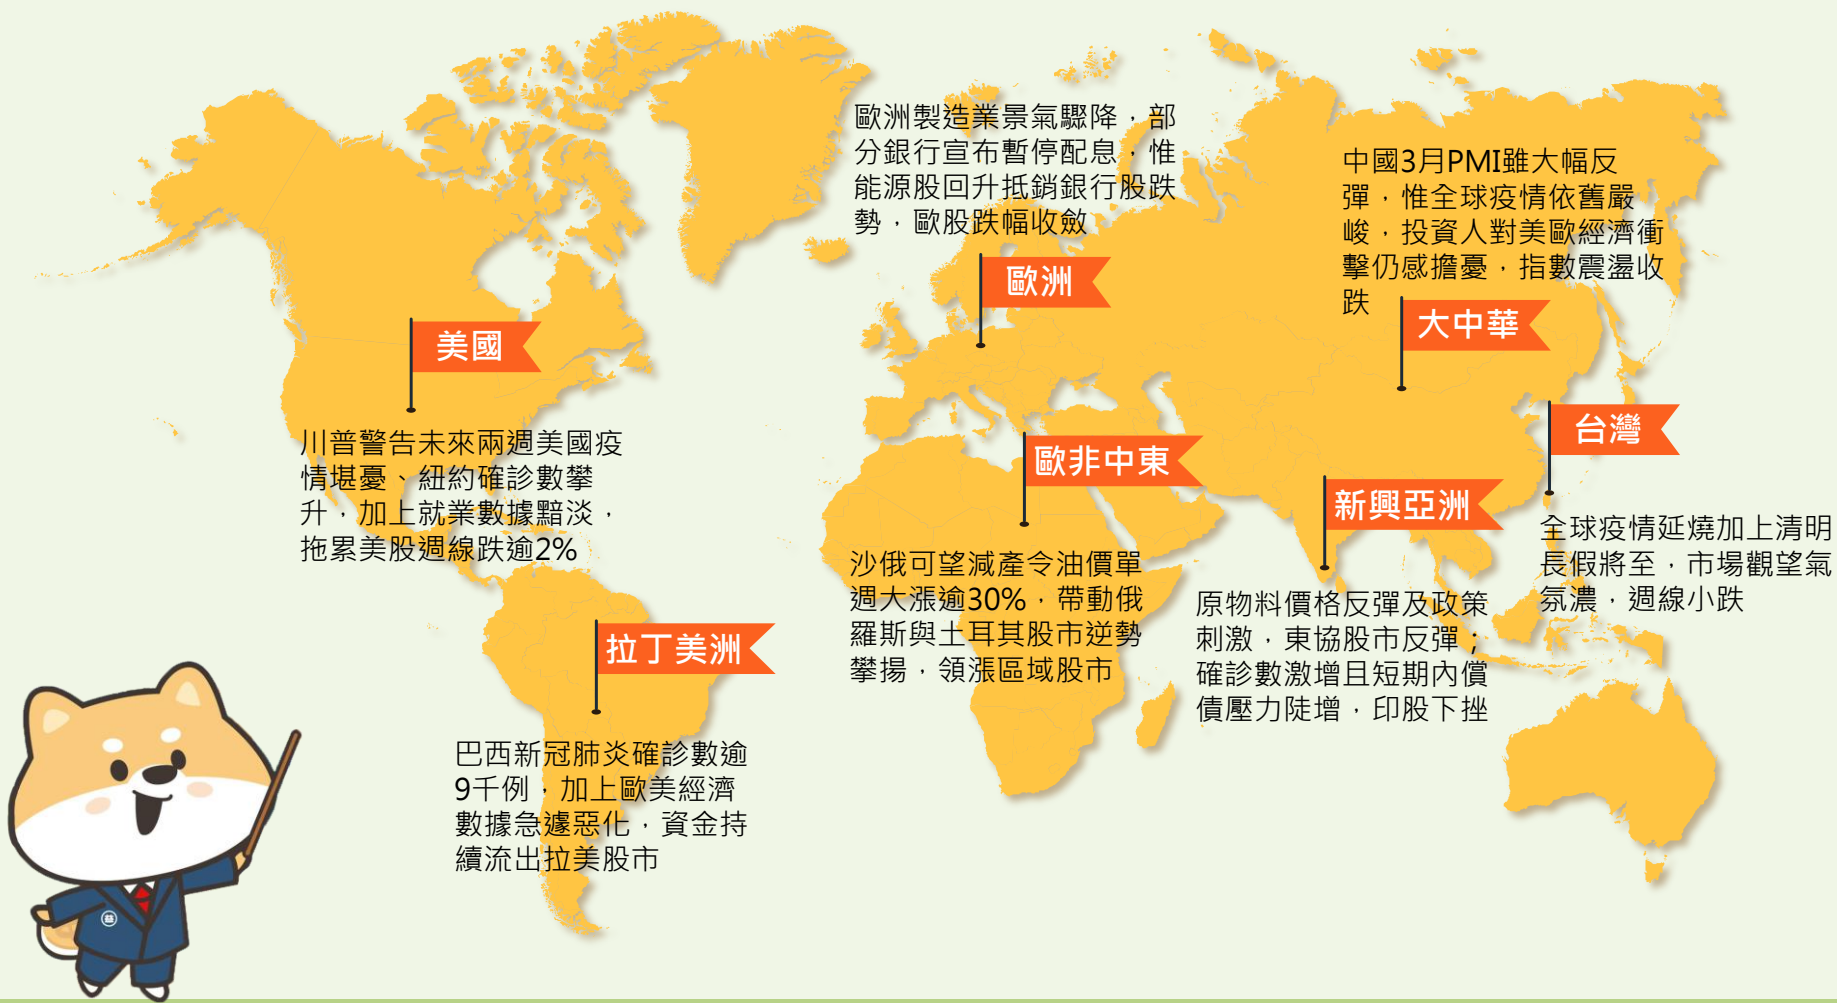 歐洲製造業景氣驟降，部
分銀行宣布暫停配息，惟
能源股回升抵銷銀行股跌
勢，歐股跌幅收斂
歐洲
中國3月PMI雖大幅反
彈，惟全球疫情依舊嚴
峻，投資人對美歐經濟衝
擊仍感擔憂，指數震盪收
跌
大中華
美國
川普警告未來兩週美國疫
情堪憂、紐約確診數攀
升，加上就業數據黯淡，
拖累美股週線跌逾2%
歐非中東
沙俄可望減產令油價單
週大漲逾30%，帶動俄
羅斯與土耳其股市逆勢
攀揚，領漲區域股市
新興亞洲
原物料價格反彈及政策
刺激，東協股市反彈；
確診數激增且短期內償
債壓力陡增，印股下挫
台灣
全球疫情延燒加上清明
長假將至，市場觀望氣
氛濃，週線小跌
拉丁美洲
巴西新冠肺炎確診數逾
9千例，加上歐美經濟
數據急遽惡化，資金持
續流出拉美股市